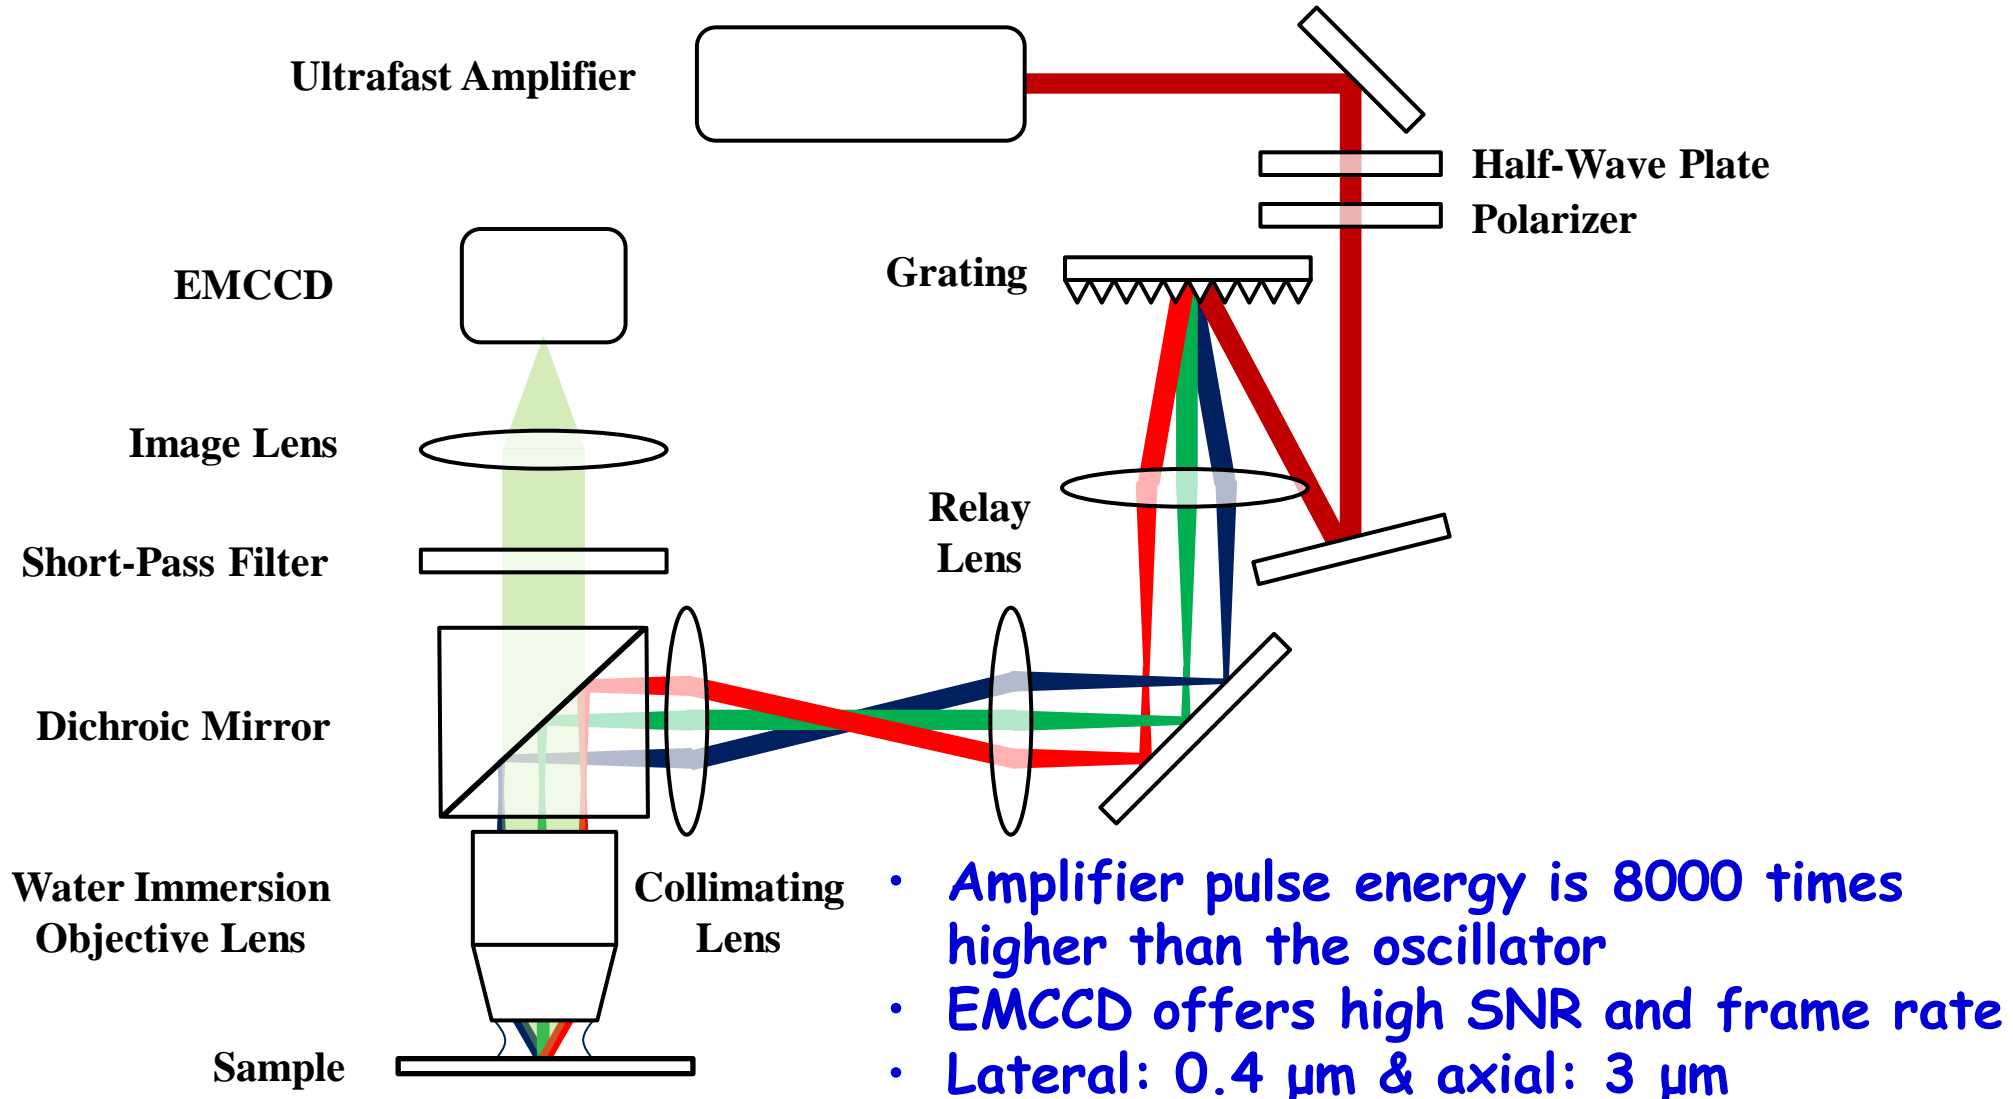 Ultrafast Amplifier
Half-Wave Plate
Polarizer
EMCCD
Grating
Image Lens
Relay
Lens
Short-Pass Filter
Dichroic Mirror
Water Immersion
Objective Lens
Collimating
Lens
Sample
• Amplifier pulse energy is 8000 times
higher than the oscillator
• EMCCD offers high SNR and frame rate
• Lateral: 0.4 μm & axial: 3 μm